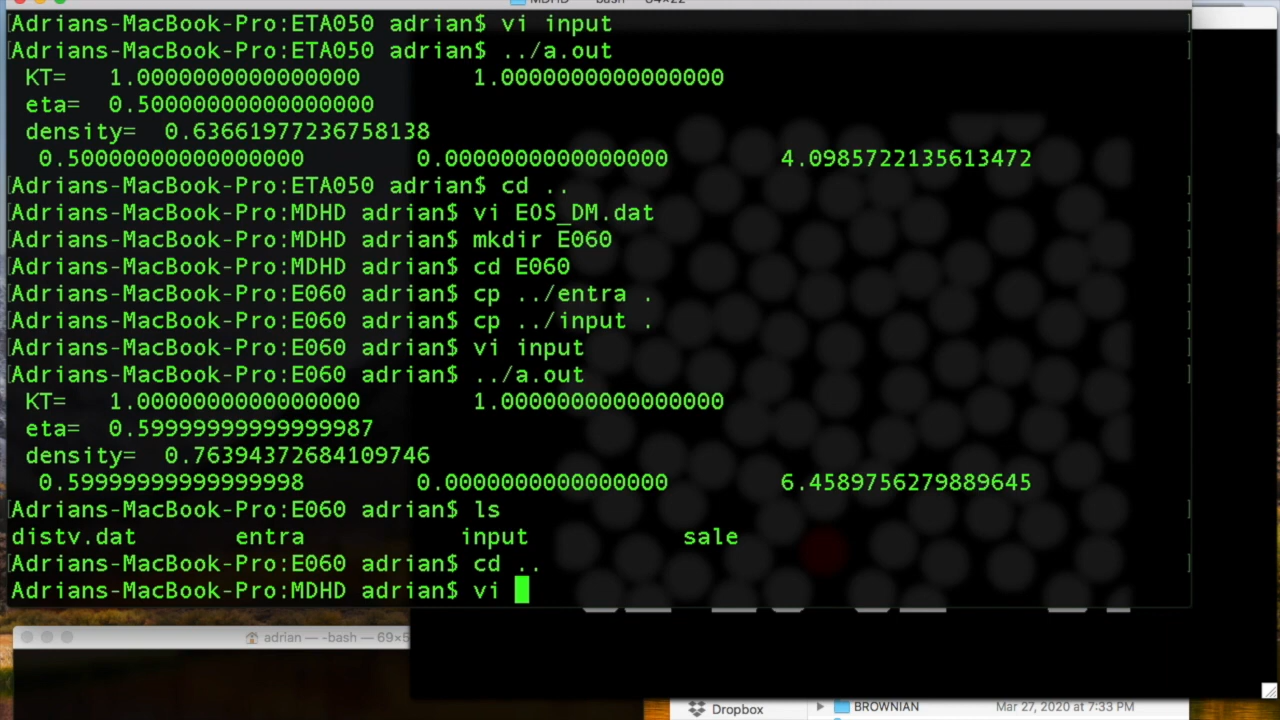 MDHD — -bash — 84×22
Adrians-MacBook-Pro:ETA050 adrian$ vi input
Adrians-MacBook-Pro:ETA050 adrian$ ../a.out
KT= 1.0000000000000000 1.0000000000000000
eta= 0.50000000000000000
density= 0.63661977236758138
0.50000000000000000 0.0000000000000000 4.0985722135613472
Adrians-MacBook-Pro:ETA050 adrian$ cd ..
Adrians-MacBook-Pro:MDHD adrian$ vi EOS_DM.dat
Adrians-MacBook-Pro:MDHD adrian$ mkdir E060
Adrians-MacBook-Pro:MDHD adrian$ cd E060
Adrians-MacBook-Pro:E060 adrian$ cp ../entra .
Adrians-MacBook-Pro:E060 adrian$ cp ../input .
Adrians-MacBook-Pro:E060 adrian$ vi input
Adrians-MacBook-Pro:E060 adrian$ ../a.out
KT= 1.0000000000000000 1.0000000000000000
eta= 0.59999999999999987
density= 0.76394372684109746
0.59999999999999998 0.0000000000000000 6.4589756279889645
Adrians-MacBook-Pro:E060 adrian$ ls
distv.dat entra input sale
Adrians-MacBook-Pro:E060 adrian$ cd ..
Adrians-MacBook-Pro:MDHD adrian$ vi
adrian — -bash — 69×5
Dropbox
BROWNIAN
Mar 27, 2020 at 7:33 PM